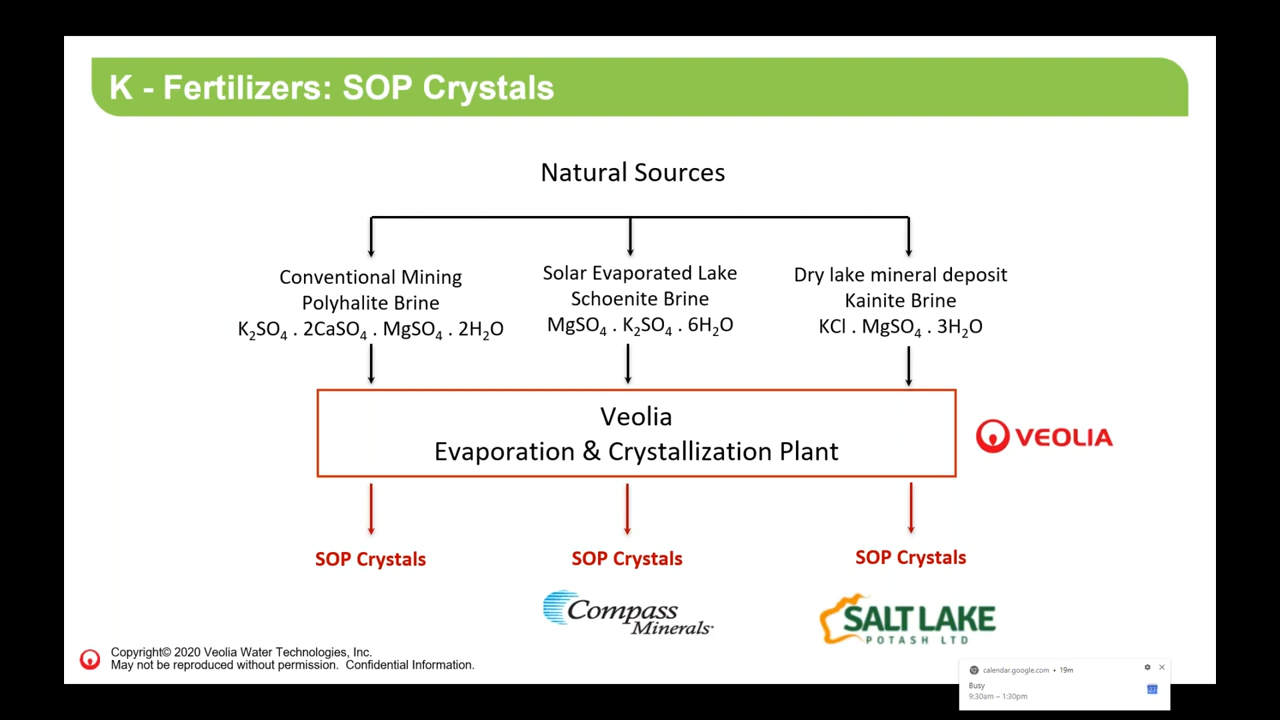 K - Fertilizers: SOP Crystals
Natural Sources
Conventional Mining
Polyhalite Brine
K₂SO₄ . 2CaSO₄ . MgSO₄ . 2H₂O
Solar Evaporated Lake
Schoenite Brine
MgSO₄ . K₂SO₄ . 6H₂O
Dry lake mineral deposit
Kainite Brine
KCl . MgSO₄ . 3H₂O
Veolia
Evaporation & Crystallization Plant
VEOLIA
SOP Crystals
SOP Crystals
SOP Crystals
Compass
Minerals
SALT LAKE
POTASH LTD
Copyright© 2020 Veolia Water Technologies, Inc.
May not be reproduced without permission. Confidential Information.
calendar.google.com • 19m
Busy
9:30am – 1:30pm